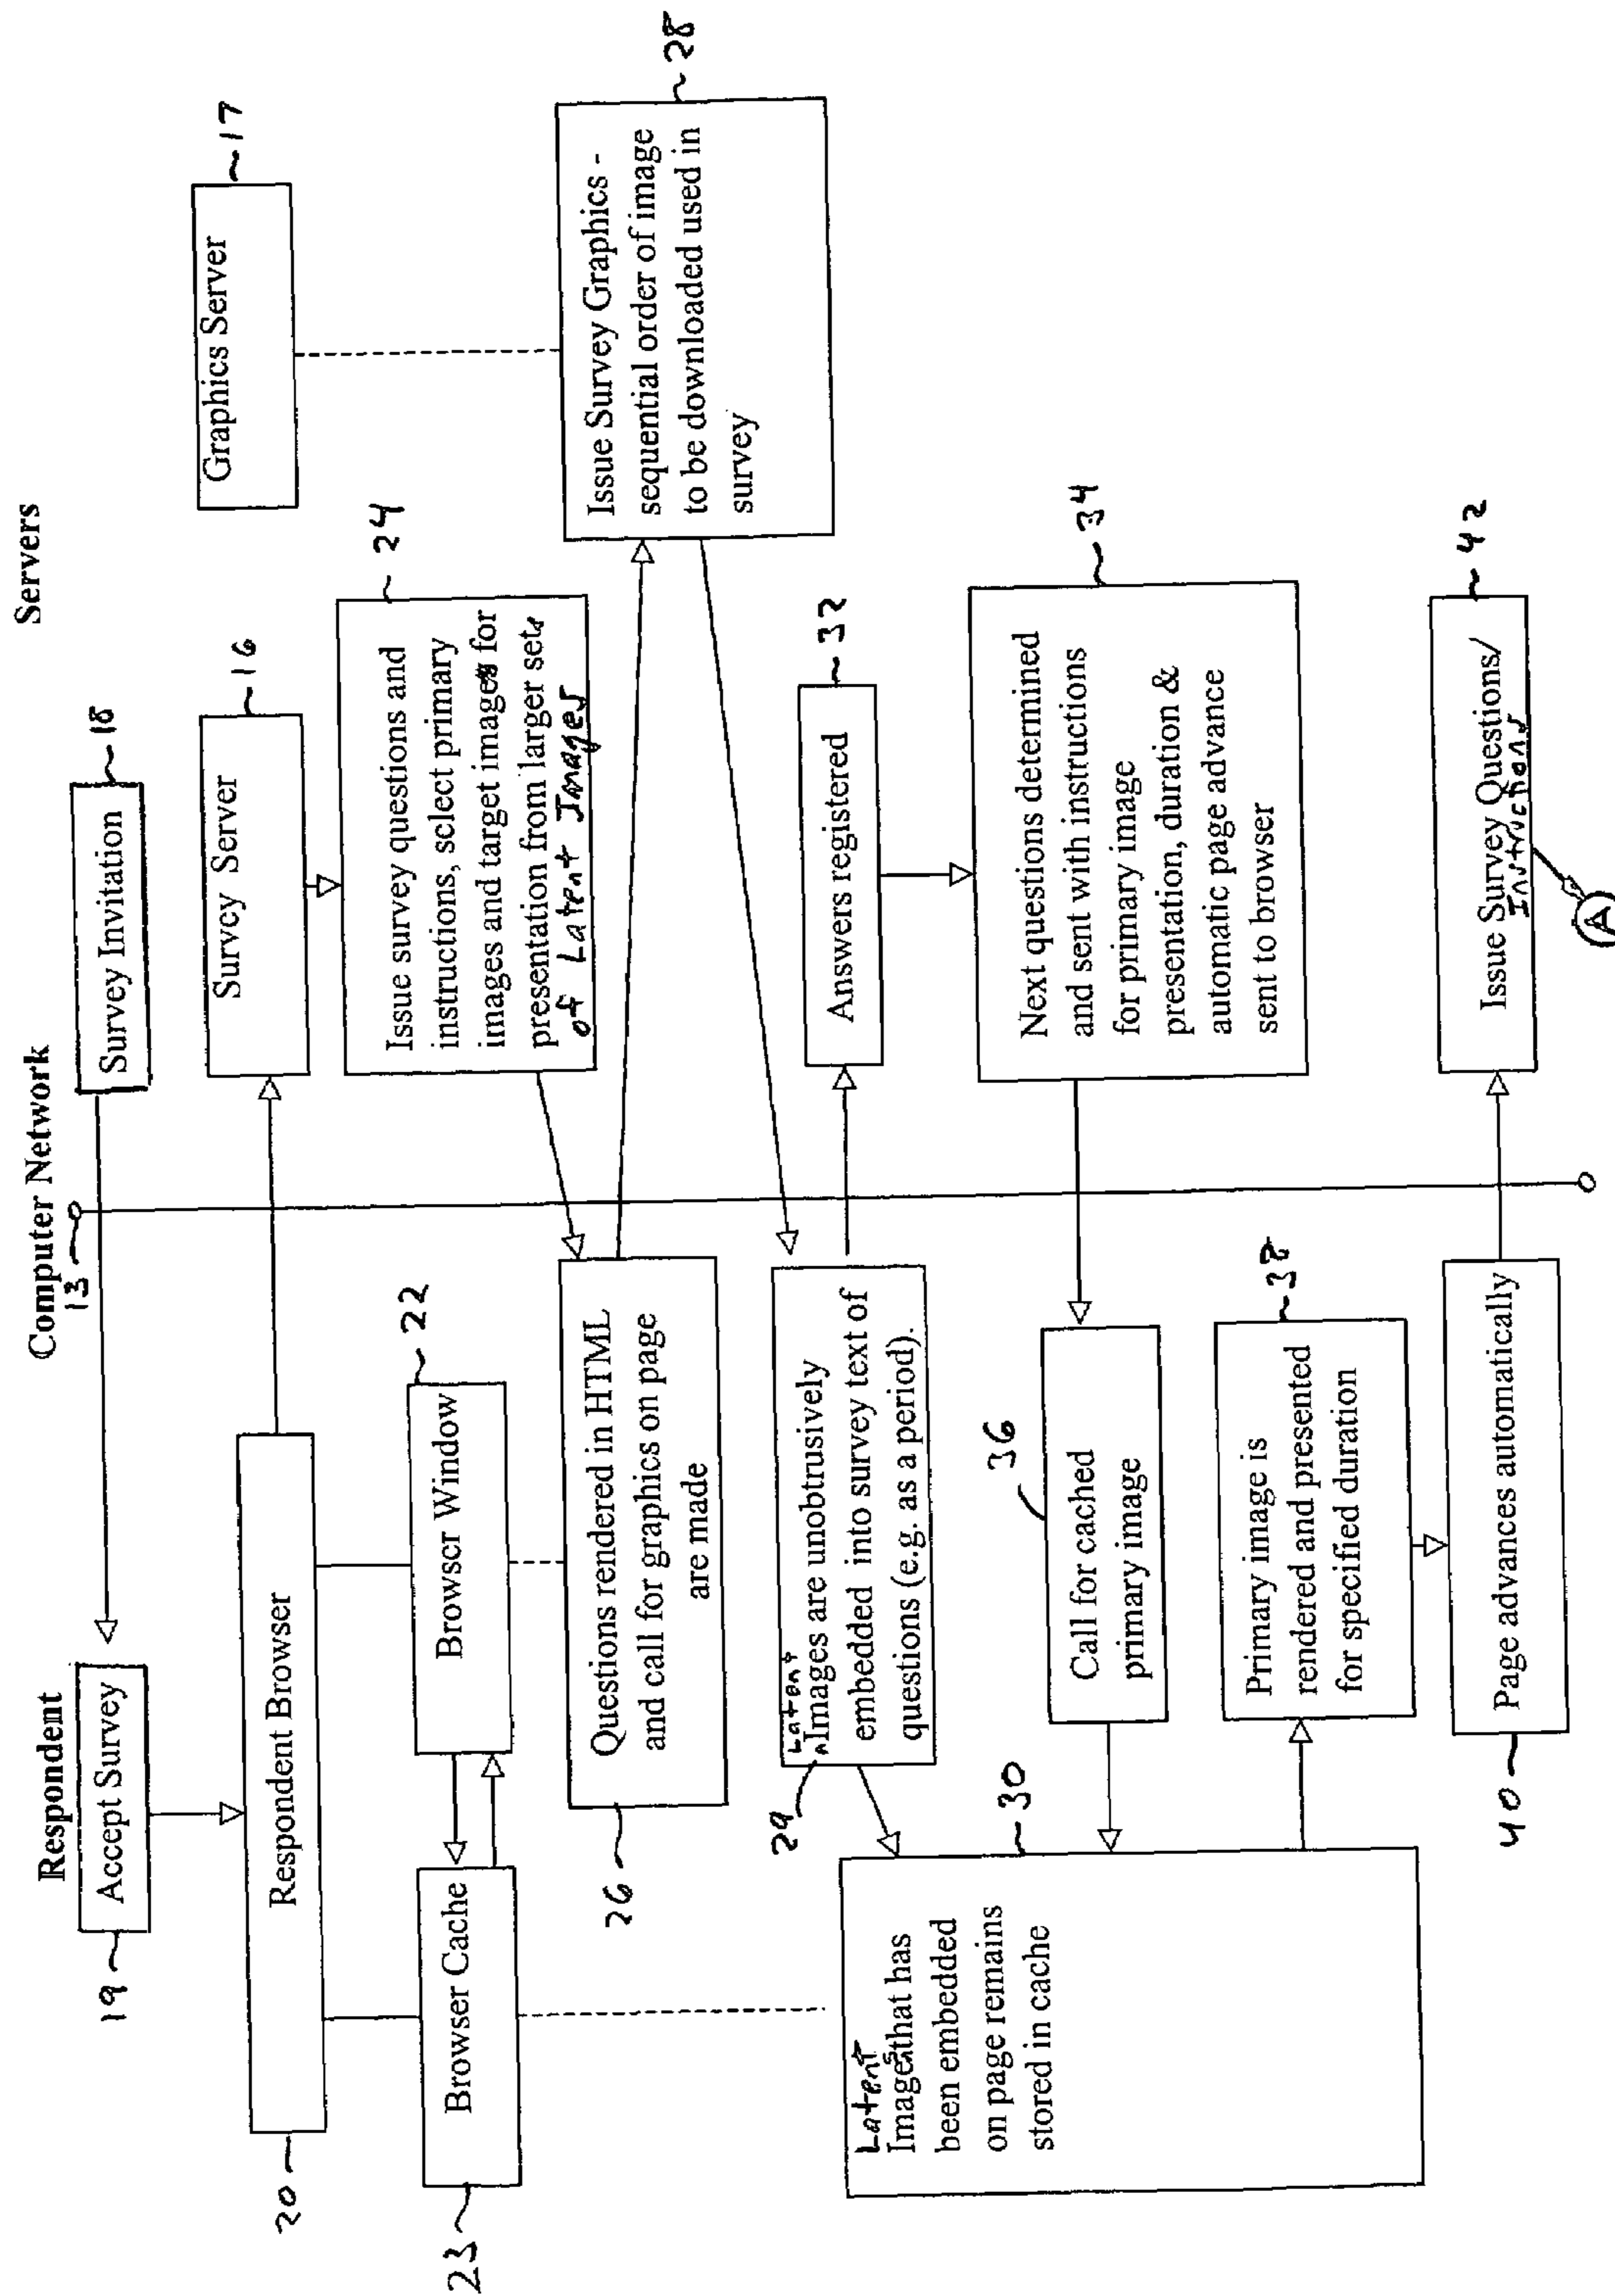 Respondent
Computer Network
Servers
13
19
Accept Survey
Survey Invitation
18
20
Respondent Browser
Survey Server
16
Graphics Server
17
23
Browser Cache
Browser Window
22
Issue survey questions and
instructions, select primary
images and target images for
presentation from larger sets
of Latent Images
24
26
Questions rendered in HTML
and call for graphics on page
are made
Issue Survey Graphics -
sequential order of image
to be downloaded used in
survey
28
29
Latent
Images are unobtrusively
embedded into survey text of
questions (e.g. as a period).
Answers registered
32
Latent
Images that has
been embedded
on page remains
stored in cache
30
36
Call for cached
primary image
Next questions determined
and sent with instructions
for primary image
presentation, duration &
automatic page advance
sent to browser
34
Primary image is
rendered and presented
for specified duration
38
40
Page advances automatically
Issue Survey Questions/
Instructions
42
A